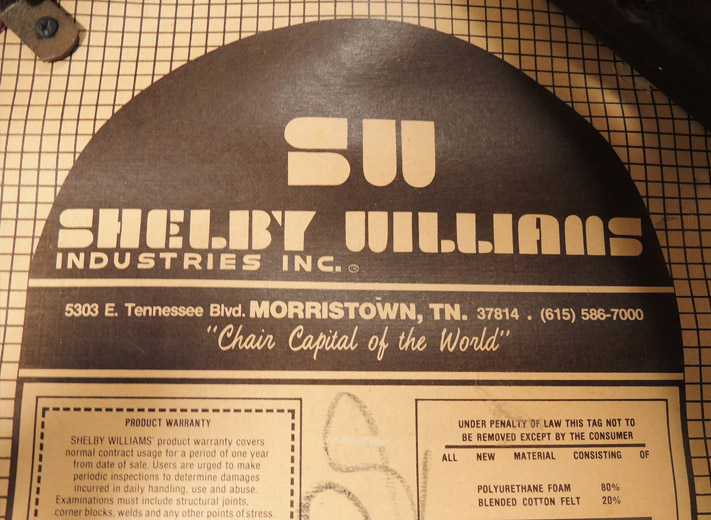 SW
SHELBY WILLIAMS
INDUSTRIES INC. ®
5303 E. Tennessee Blvd. MORRISTOWN, TN. 37814 . (615) 586-7000
"Chair Capital of the World"
PRODUCT WARRANTY
SHELBY WILLIAMS' product warranty covers
normal contract usage for a period of one year
from date of sale. Users are urged to make
periodic inspections to determine damages
incurred in daily handling, use and abuse.
Examinations must include structural joints,
corner blocks, welds and any other points of stress.
UNDER PENALTY OF LAW THIS TAG NOT TO
BE REMOVED EXCEPT BY THE CONSUMER
ALL NEW MATERIAL CONSISTING OF
POLYURETHANE FOAM 80%
BLENDED COTTON FELT 20%